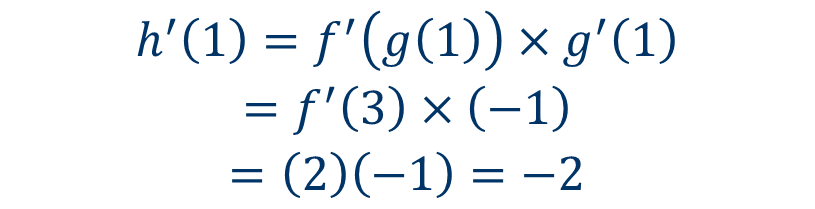 h′(1) = f′(g(1)) × g′(1)
= f′(3) × (−1)
= (2)(−1) = −2